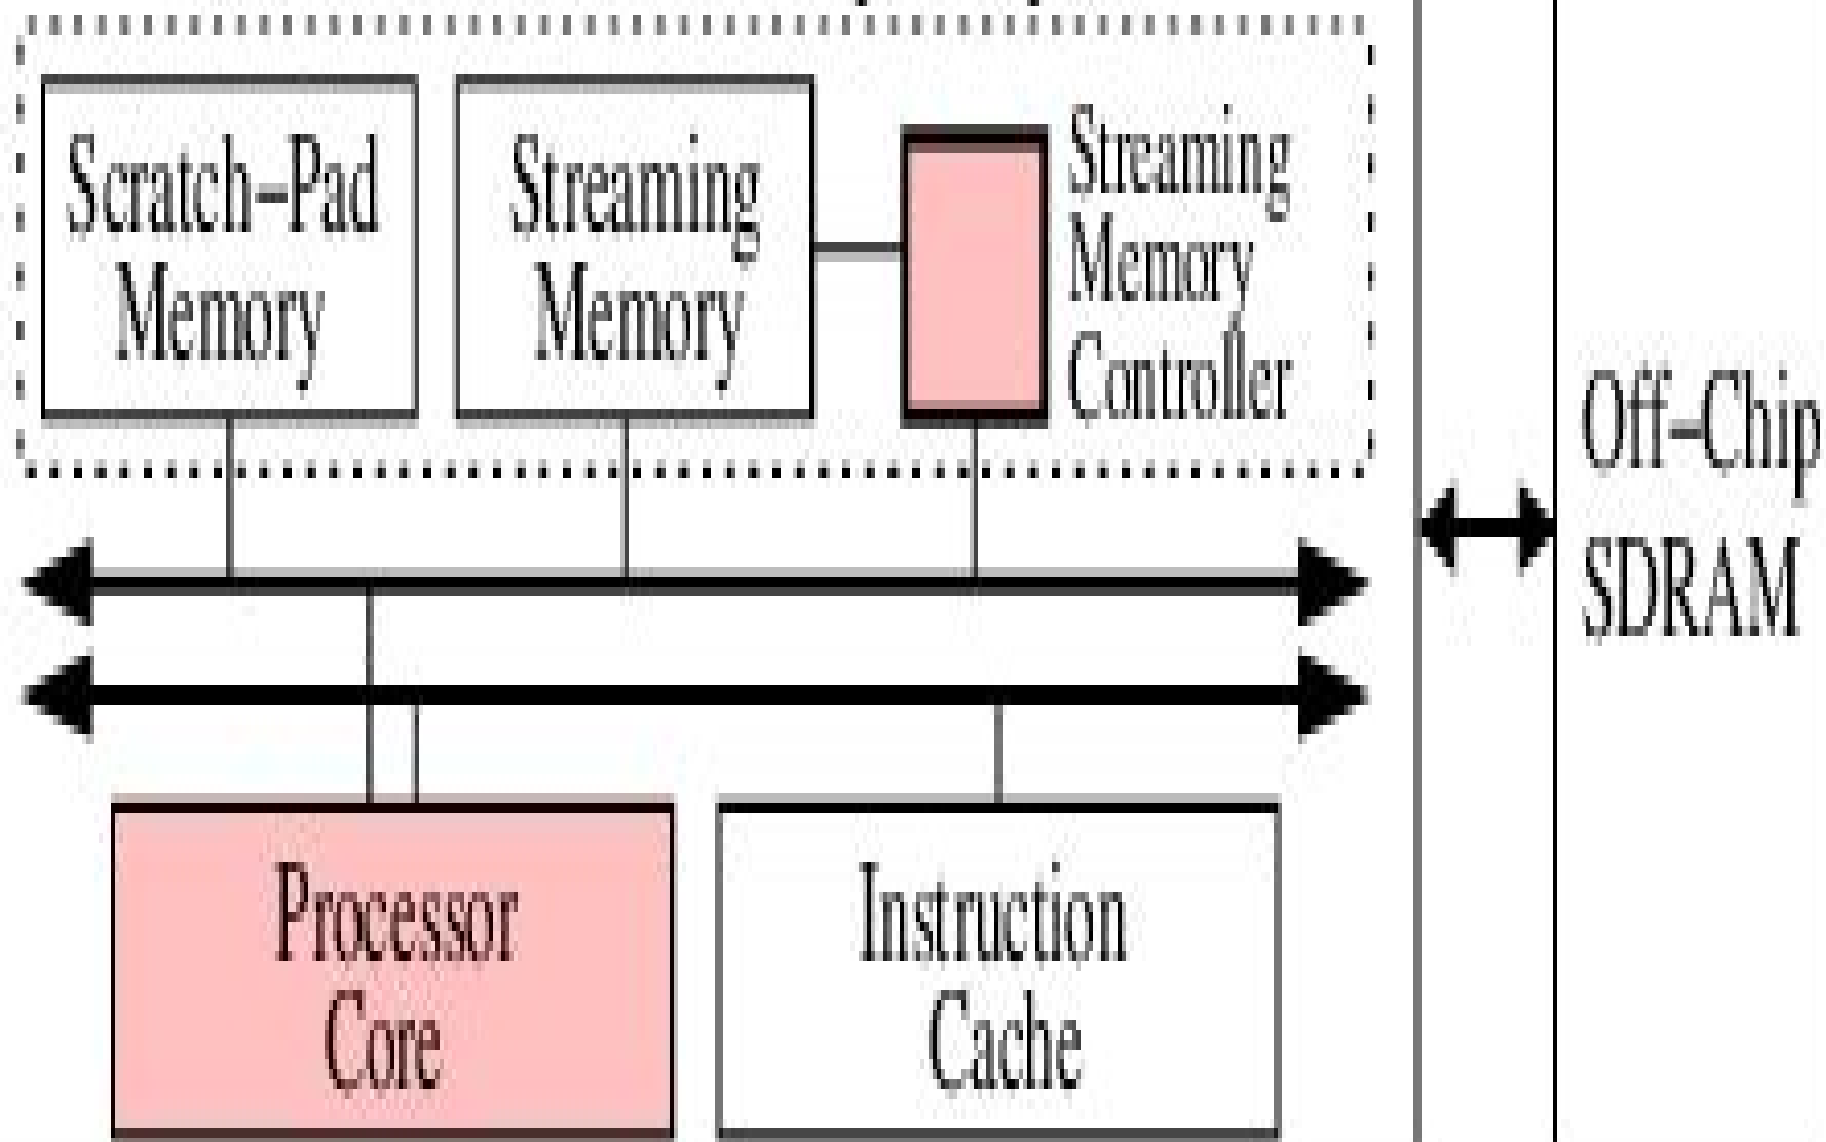 Scratch–Pad
Memory
Streaming
Memory
Streaming
Memory
Controller
Off–Chip
SDRAM
Processor
Core
Instruction
Cache